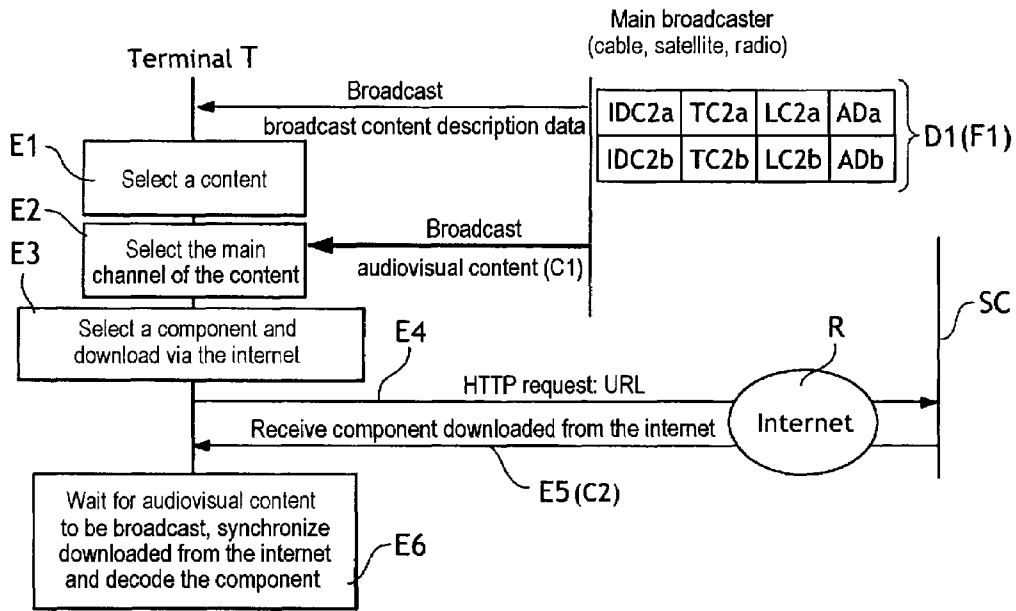 Main broadcaster
(cable, satellite, radio)
Terminal T
Broadcast
broadcast content description data
IDC2a TC2a LC2a ADa
IDC2b TC2b LC2b ADb
D1(F1)
E1
Select a content
E2
Select the main
channel of the content
Broadcast
audiovisual content (C1)
E3
Select a component and
download via the internet
SC
R
E4
HTTP request: URL
Internet
Receive component downloaded from the internet
E5(C2)
Wait for audiovisual content
to be broadcast, synchronize
downloaded from the internet
and decode the component
E6